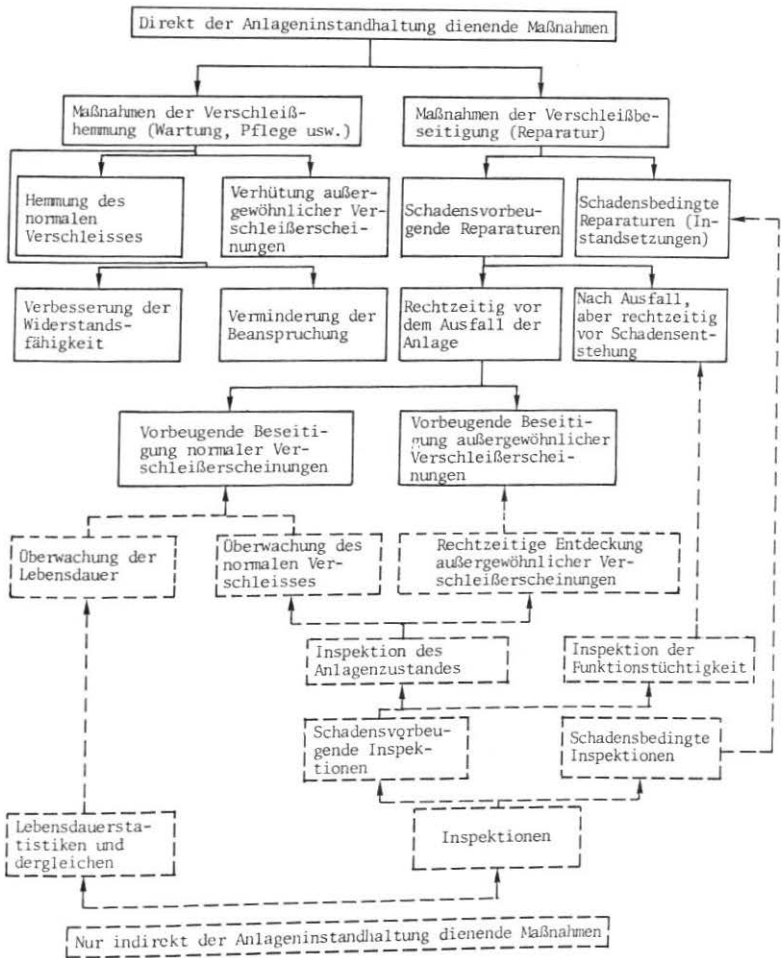 Direkt der Anlageninstandhaltung dienende Maßnahmen
Maßnahmen der Verschleiß-
hemmung (Wartung, Pflege usw.)
Maßnahmen der Verschleißbe-
seitigung (Reparatur)
Hemmung des
normalen
Verschleisses
Verhütung außer-
gewöhnlicher Ver-
schleißerschei-
nungen
Schadensvorbeu-
gende Reparaturen
Schadensbedingte
Reparaturen (In-
standsetzungen)
Verbesserung der
Widerstands-
fähigkeit
Verminderung der
Beanspruchung
Rechtzeitig vor
dem Ausfall der
Anlage
Nach Ausfall,
aber rechtzeitig
vor Schadensent-
stehung
Vorbeugende Beseiti-
gung normaler Ver-
schleißerscheinungen
Vorbeugende Beseiti-
gung außergewöhnlicher
Verschleißerschei-
nungen
Überwachung der
Lebensdauer
Überwachung des
normalen Ver-
schleisses
Rechtzeitige Entdeckung
außergewöhnlicher Ver-
schleißerscheinungen
Inspektion des
Anlagenzustandes
Inspektion der
Funktionstüchtigkeit
Schadensvorbeu-
gende Inspek-
tionen
Schadensbedingte
Inspektionen
Lebensdauersta-
tistiken und
dergleichen
Inspektionen
Nur indirekt der Anlageninstandhaltung dienende Maßnahmen